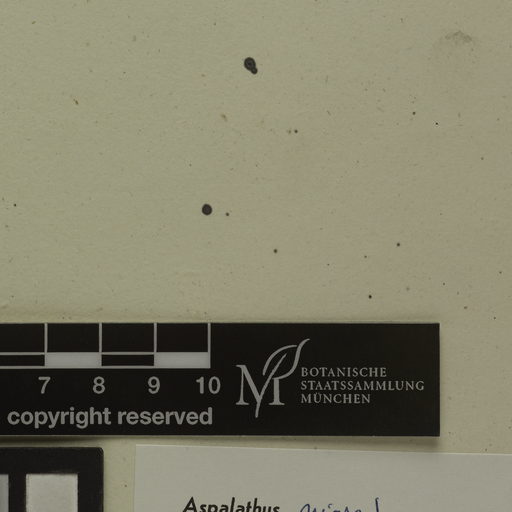 7 8 9 10
copyright reserved
M BOTANISCHE
STAATSSAMMLUNG
MÜNCHEN
Aspalathus